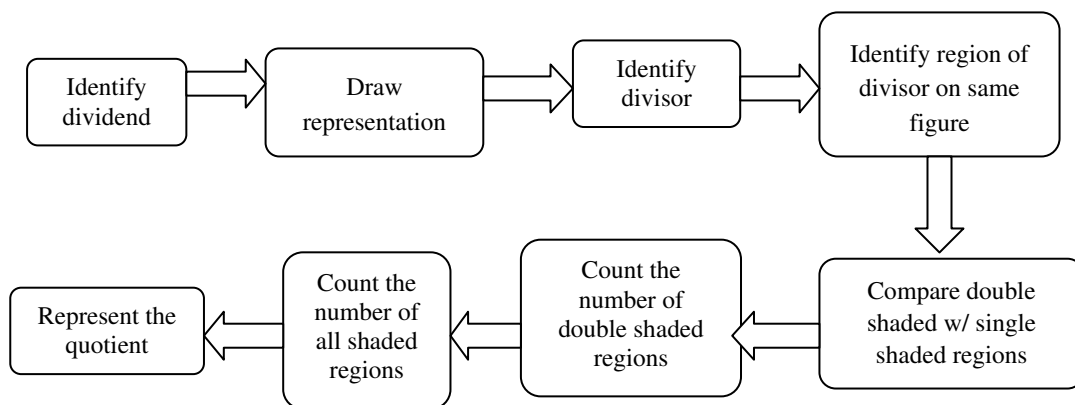 Identify
dividend
Draw
representation
Identify
divisor
Identify region of
divisor on same
figure
Compare double
shaded w/ single
shaded regions
Count the
number of
double shaded
regions
Count the
number of
all shaded
regions
Represent the
quotient